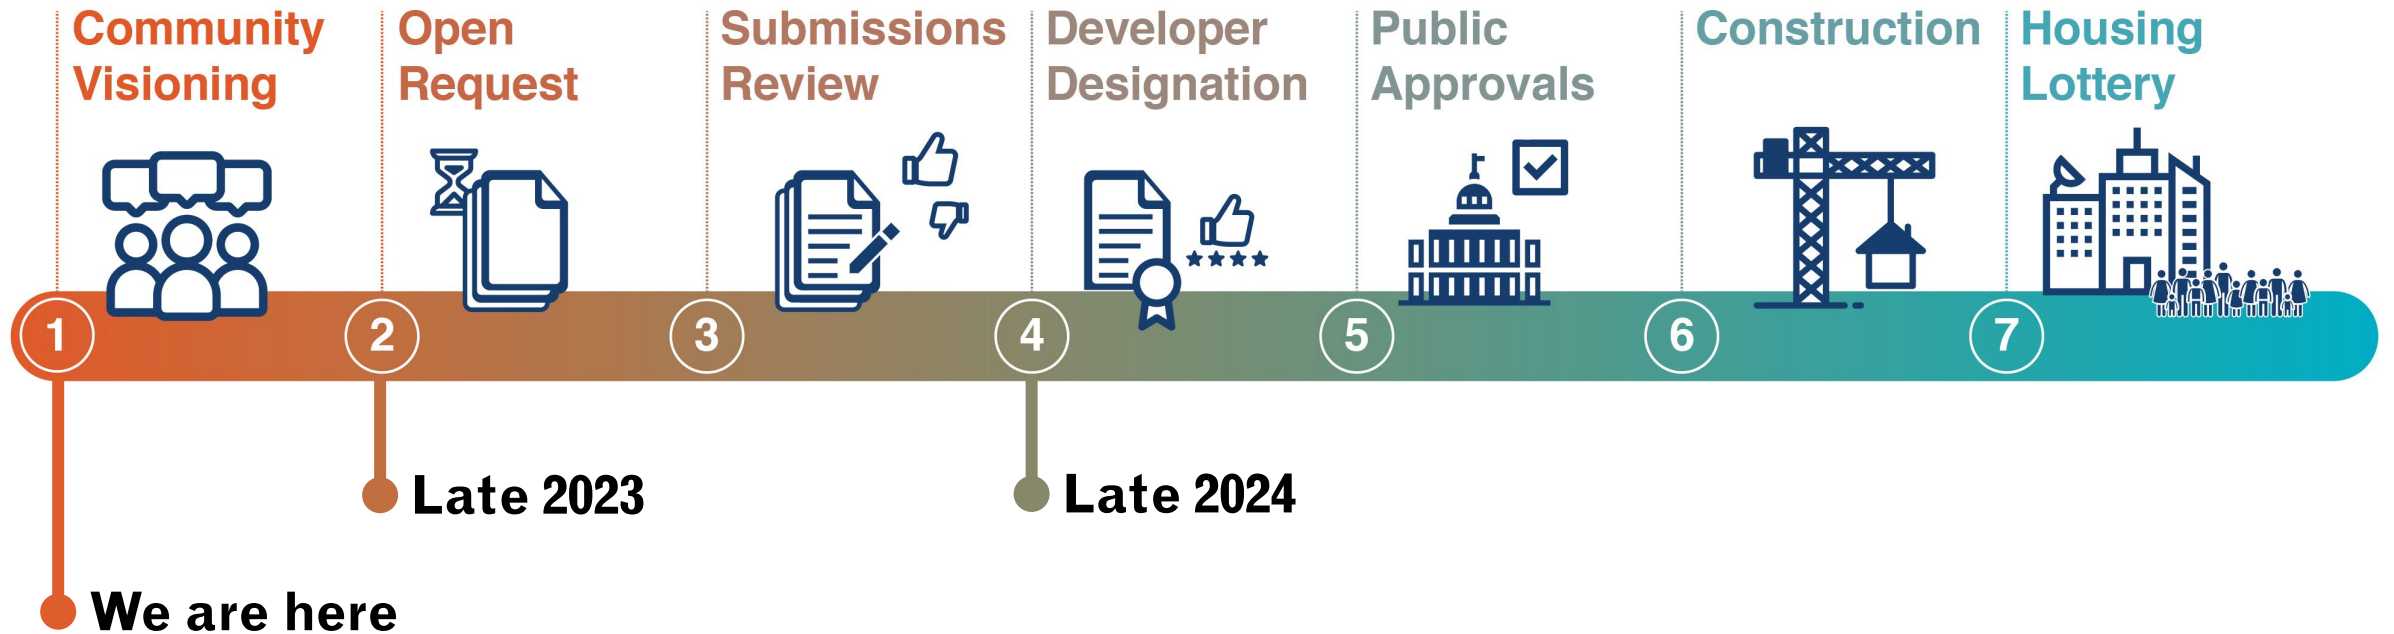 Community
Visioning
Open
Request
Submissions
Review
Developer
Designation
Public
Approvals
Construction
Housing
Lottery
1
2
3
4
5
6
7
Late 2023
Late 2024
We are here